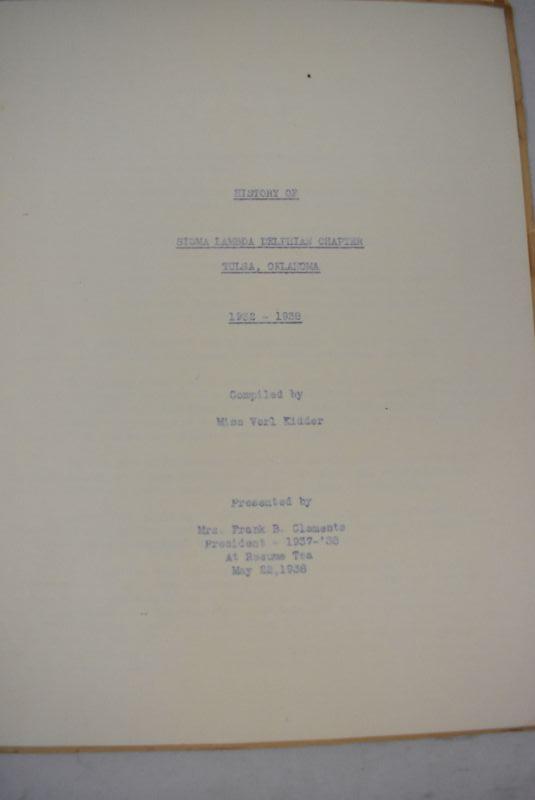 HISTORY OF
SIGMA LAMBDA DELPHIAN CHAPTER
TULSA, OKLAHOMA
1932 - 1938
Compiled by
Miss Verl Kidder
Presented by
Mrs. Frank B. Clements
President - 1937-'38
At Resume Tea
May 22,1938